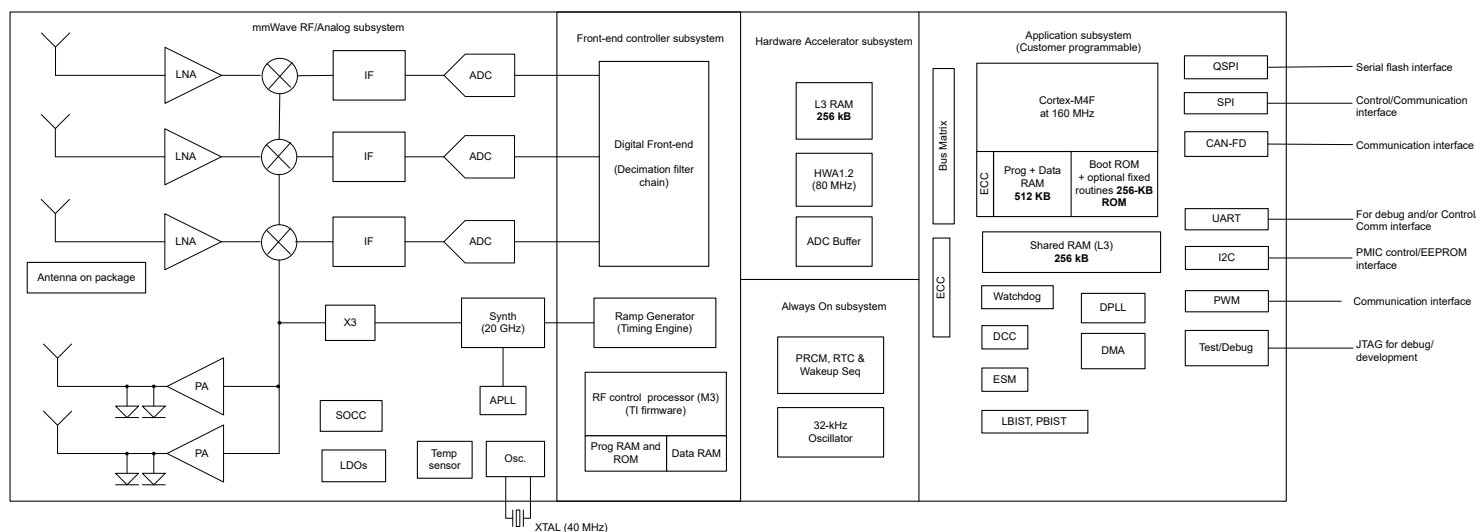 mmWave RF/Analog subsystem
LNA
IF
ADC
LNA
IF
ADC
LNA
IF
ADC
Antenna on package
X3
Synth
(20 GHz)
PA
APLL
SOCC
PA
LDOs
Temp
sensor
Osc.
XTAL (40 MHz)
Front-end controller subsystem
Digital Front-end
(Decimation filter
chain)
Ramp Generator
(Timing Engine)
RF control processor (M3)
(TI firmware)
Prog RAM and
ROM
Data RAM
Hardware Accelerator subsystem
L3 RAM
256 kB
HWA1.2
(80 MHz)
ADC Buffer
Always On subsystem
PRCM, RTC &
Wakeup Seq
32-kHz
Oscillator
Application subsystem
(Customer programmable)
Bus Matrix
Cortex-M4F
at 160 MHz
ECC
Prog + Data
RAM
512 KB
Boot ROM
+ optional fixed
routines 256-KB
ROM
ECC
Shared RAM (L3)
256 kB
Watchdog
DPLL
DCC
DMA
ESM
LBIST, PBIST
QSPI
Serial flash interface
SPI
Control/Communication
interface
CAN-FD
Communication interface
UART
For debug and/or Control/
Comm interface
I2C
PMIC control/EEPROM
interface
PWM
Communication interface
Test/Debug
JTAG for debug/
development